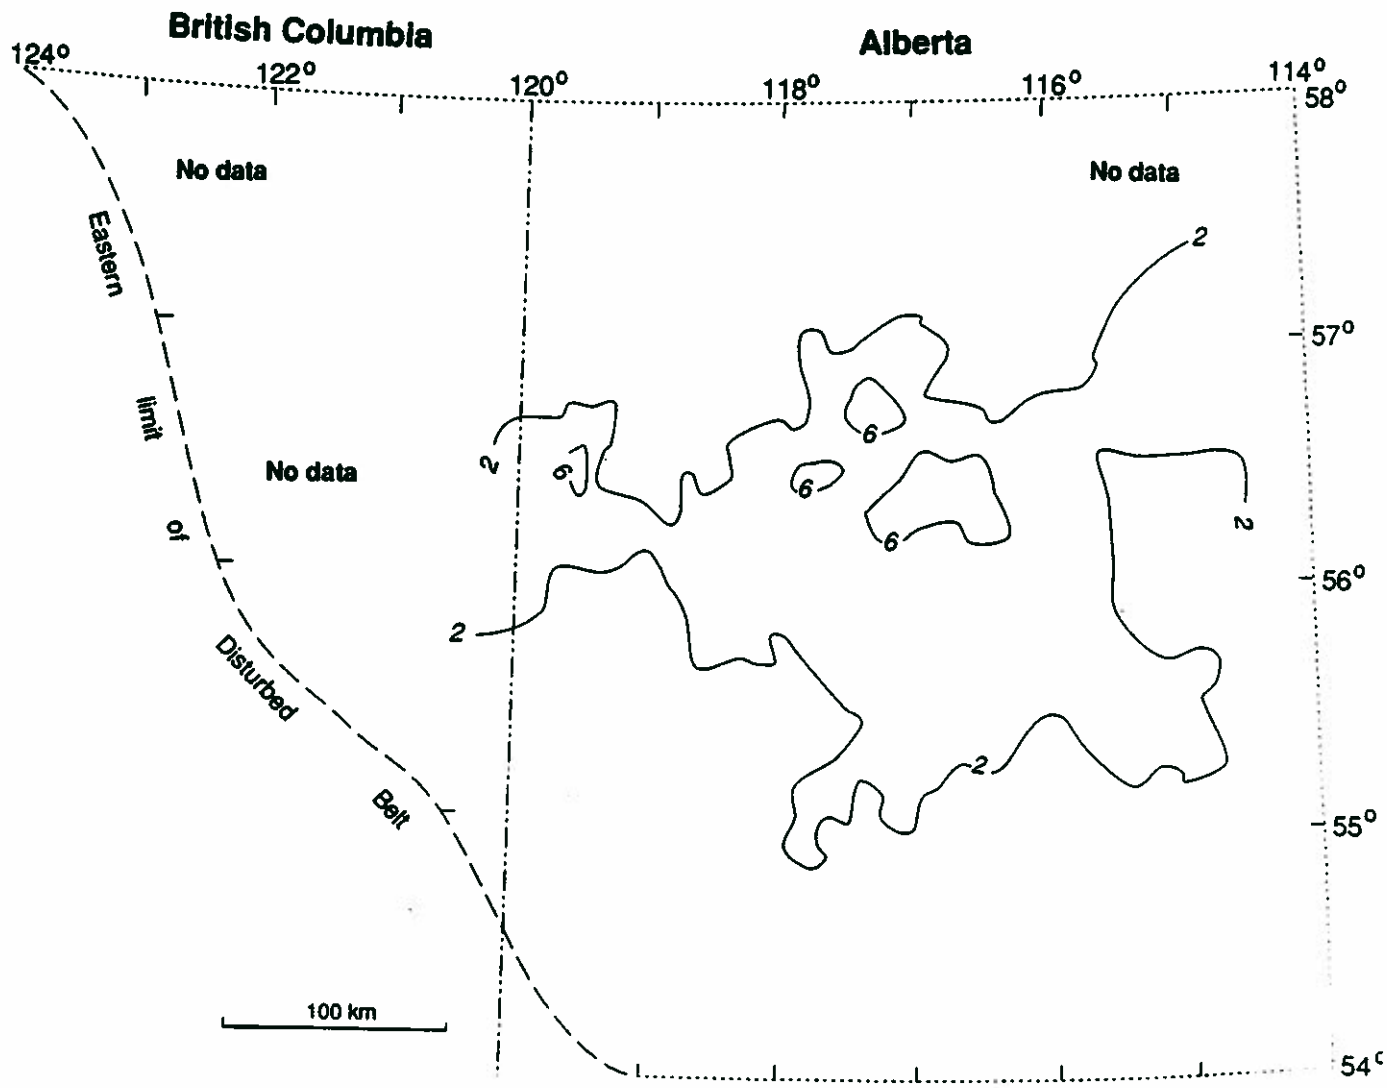 British Columbia
Alberta
124°
122°
120°
118°
116°
114°
58°
No data
No data
Eastern
2
57°
limit
6
2
No data
6
6
of
6
2
56°
2
Disturbed
2
Belt
55°
100 km
54°